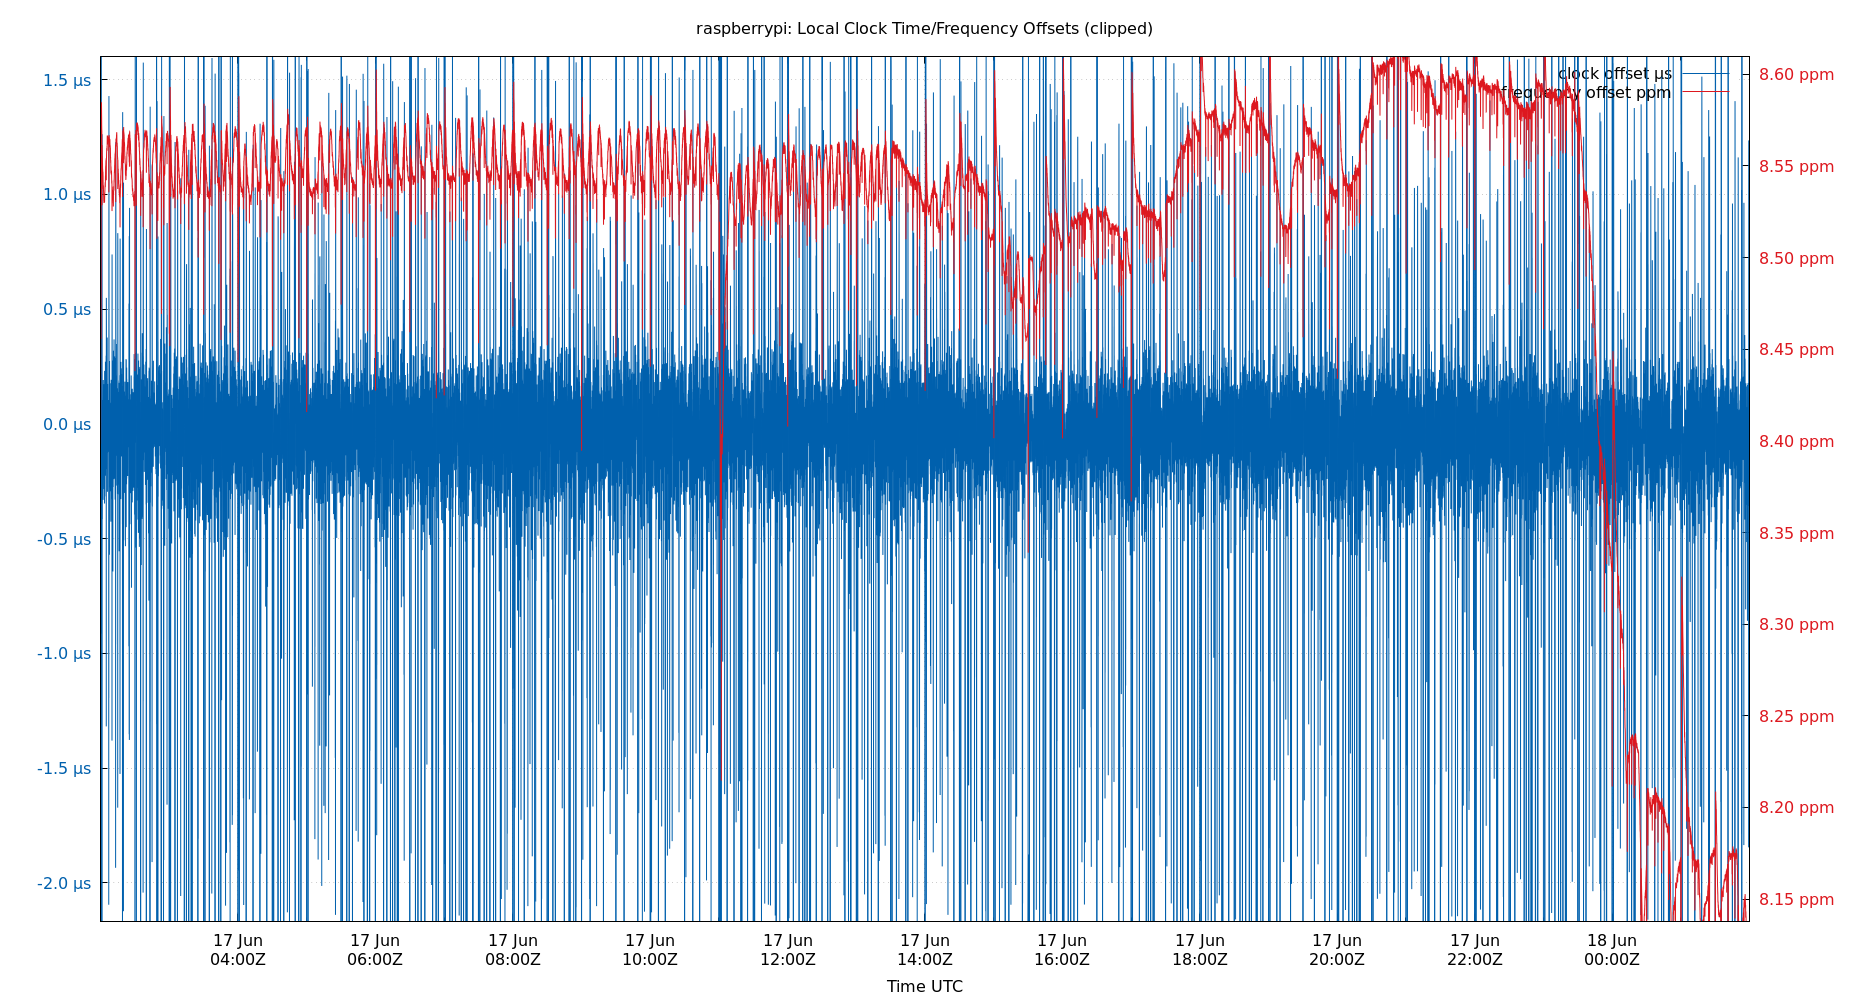 raspberrypi: Local Clock Time/Frequency Offsets (clipped)
clock offset µs
frequency offset ppm
1.5 µs
1.0 µs
0.5 µs
0.0 µs
-0.5 µs
-1.0 µs
-1.5 µs
-2.0 µs
8.60 ppm
8.55 ppm
8.50 ppm
8.45 ppm
8.40 ppm
8.35 ppm
8.30 ppm
8.25 ppm
8.20 ppm
8.15 ppm
17 Jun 17 Jun 17 Jun 17 Jun 17 Jun 17 Jun 17 Jun 17 Jun 17 Jun 17 Jun 18 Jun
04:00Z 06:00Z 08:00Z 10:00Z 12:00Z 14:00Z 16:00Z 18:00Z 20:00Z 22:00Z 00:00Z
Time UTC